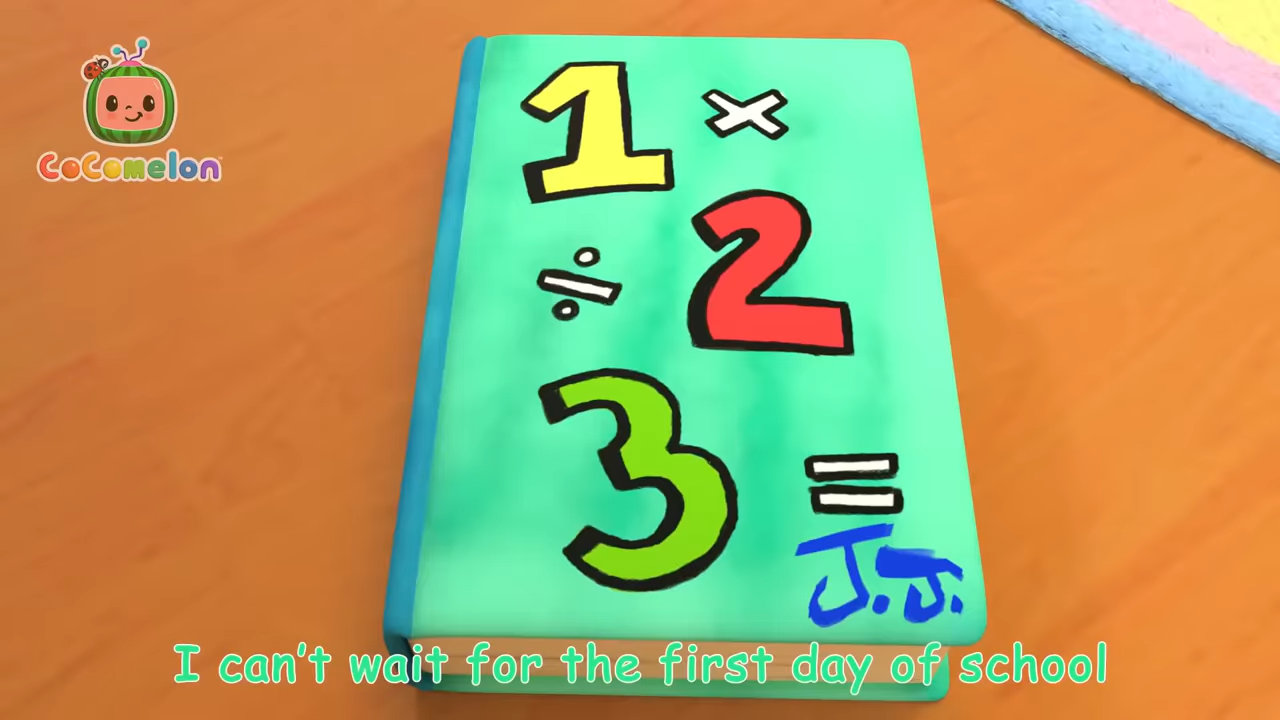 CoComelon
1 ×
÷ 2
3 =
J.J.
I can't wait for the first day of school